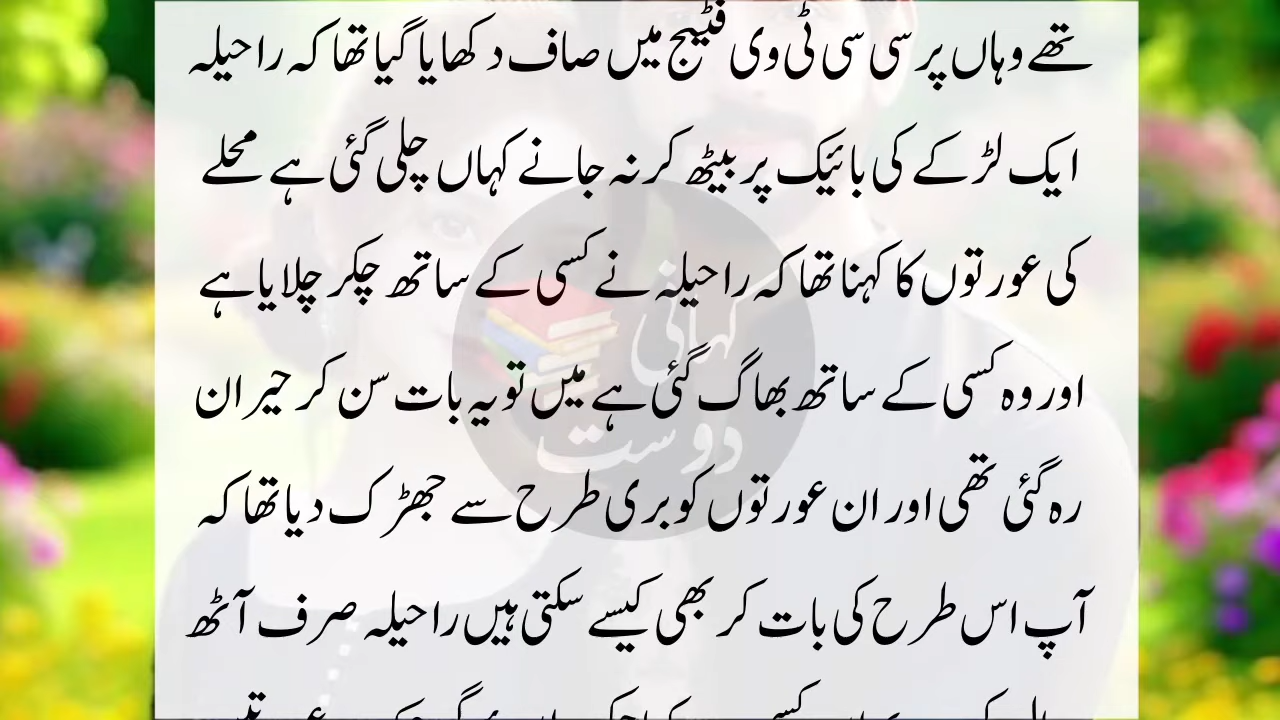 تھے وہاں پر سی سی ٹی وی فٹیج میں صاف دکھایا گیا تھا کہ راحیلہ
ایک لڑکے کی بائیک پر بیٹھ کر نہ جانے کہاں چلی گئی ہے محلے
کی عورتوں کا کہنا تھا کہ راحیلہ نے کسی کے ساتھ چکر چلایا ہے
اور وہ کسی کے ساتھ بھاگ گئی ہے میں تو یہ بات سن کر حیران
رہ گئی تھی اور ان عورتوں کو بری طرح سے جھڑک دیا تھا کہ
آپ اس طرح کی بات کر بھی کیسے سکتی ہیں راحیلہ صرف آٹھ
کہانی
دوست